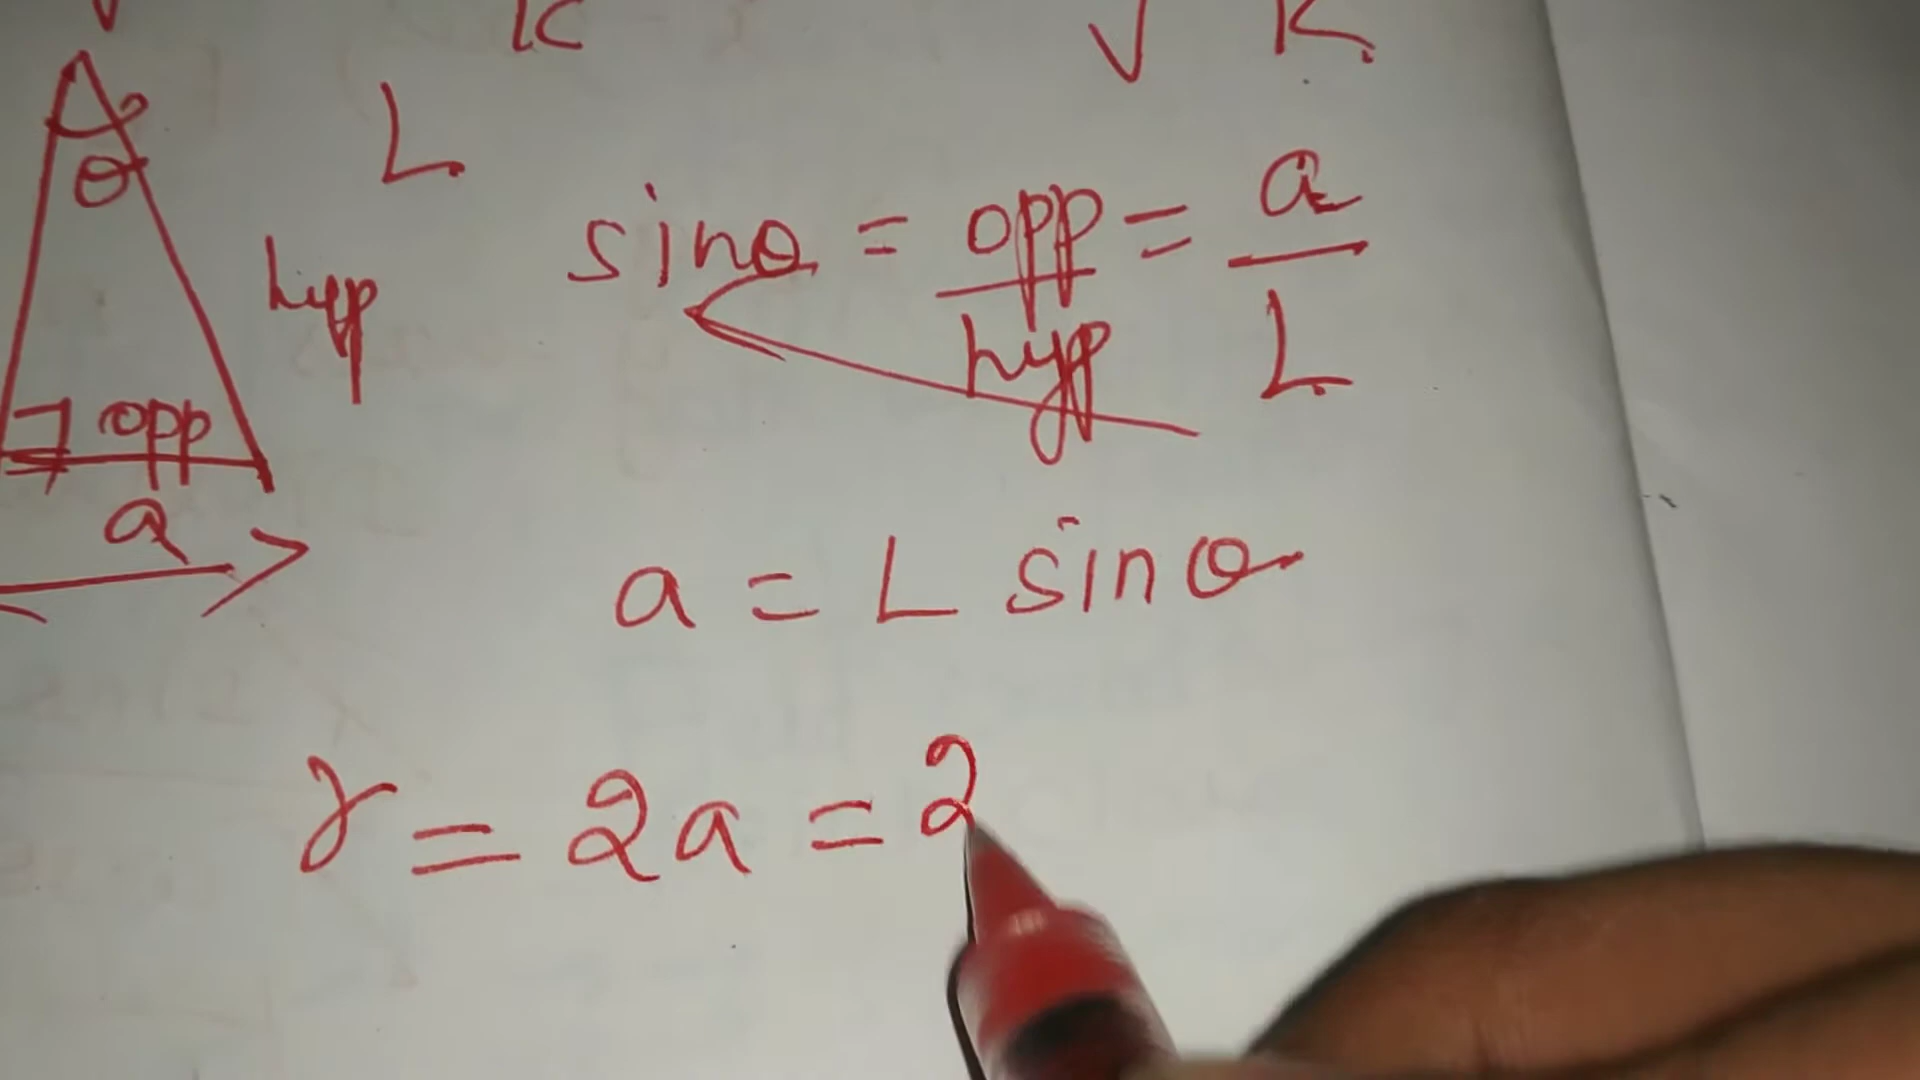 √ K √ K
L
θ
sinθ = opp/hyp = a/L
hyp
opp
a
a = L sinθ
r = 2a = 2